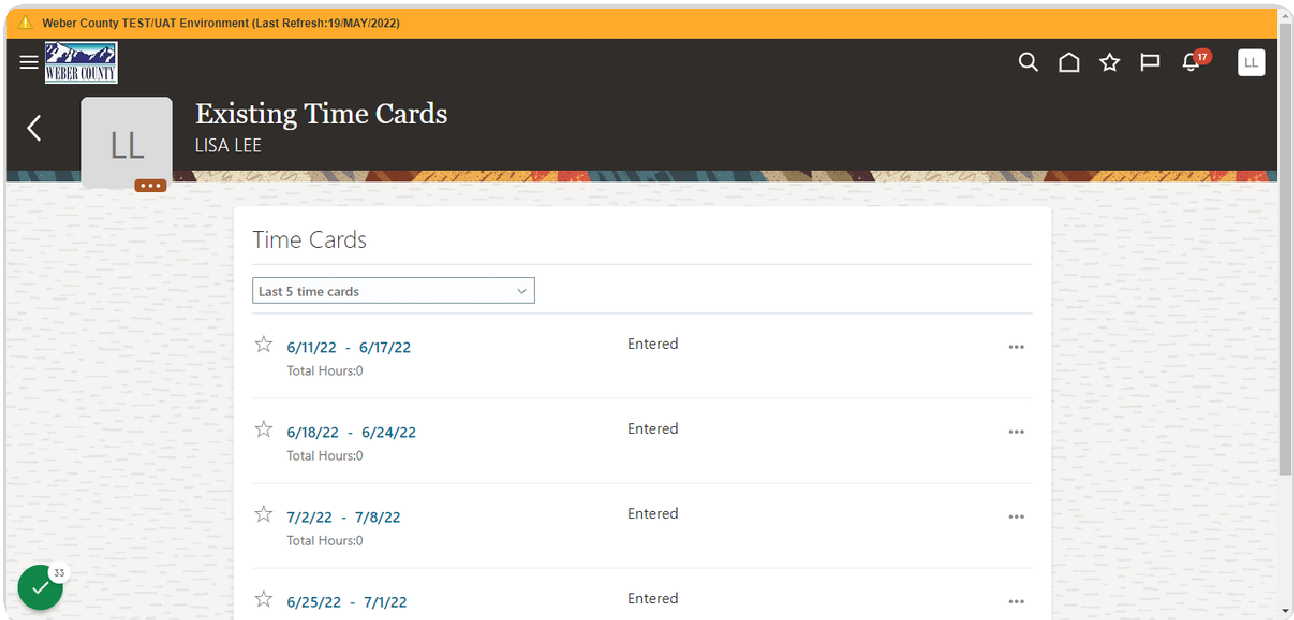 Weber County TEST/UAT Environment (Last Refresh:19/MAY/2022)
WEBER COUNTY
17
LL
LL
Existing Time Cards
LISA LEE
Time Cards
Last 5 time cards
6/11/22 - 6/17/22
Entered
Total Hours:0
6/18/22 - 6/24/22
Entered
Total Hours:0
7/2/22 - 7/8/22
Entered
Total Hours:0
33
6/25/22 - 7/1/22
Entered